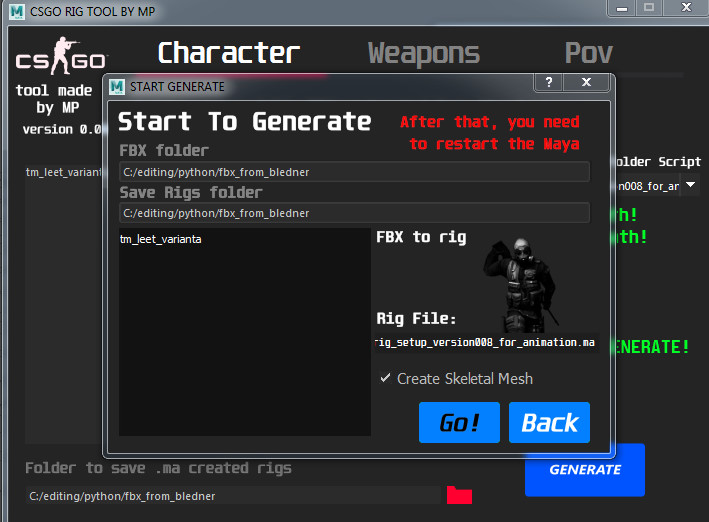 CSGO RIG TOOL BY MP
CS GO
Character
Weapons
Pov
tool made
by MP
version 0.0
START GENERATE
Start To Generate
After that, you need
to restart the Maya
FBX folder
C:/editing/python/fbx_from_bledner
Save Rigs folder
C:/editing/python/fbx_from_bledner
tm_leet_varianta
FBX to rig
Rig File:
rig_setup_version008_for_animation.ma
Create Skeletal Mesh
Go!
Back
tm_leet_variant
older Script
on008_for_ar
h!
th!
ENERATE!
GENERATE
Folder to save .ma created rigs
C:/editing/python/fbx_from_bledner